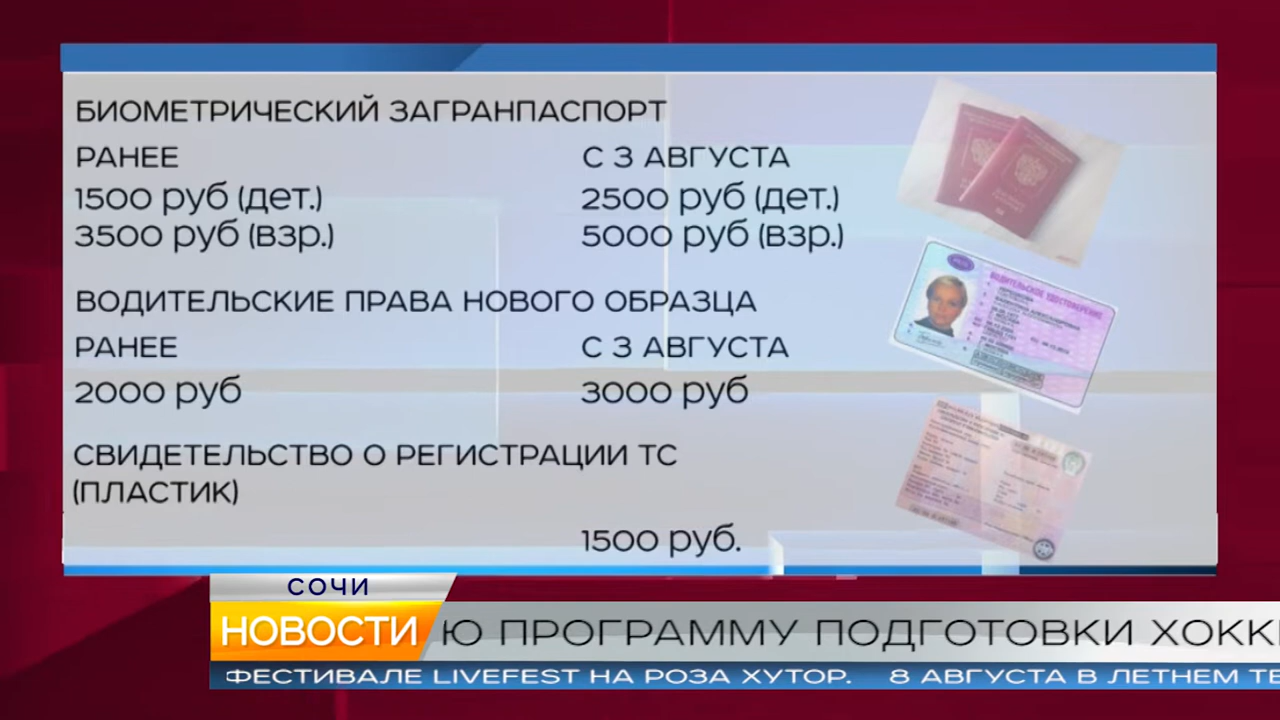 БИОМЕТРИЧЕСКИЙ ЗАГРАНПАСПОРТ
РАНЕЕ С 3 АВГУСТА
1500 руб (дет.) 2500 руб (дет.)
3500 руб (взр.) 5000 руб (взр.)
ВОДИТЕЛЬСКИЕ ПРАВА НОВОГО ОБРАЗЦА
РАНЕЕ С 3 АВГУСТА
2000 руб 3000 руб
СВИДЕТЕЛЬСТВО О РЕГИСТРАЦИИ ТС
(ПЛАСТИК)
1500 руб.
ВОДИТЕЛЬСКОЕ УДОСТОВЕРЕНИЕ
СОЧИ
НОВОСТИ Ю ПРОГРАММУ ПОДГОТОВКИ ХОКК
ФЕСТИВАЛЕ LIVEFEST НА РОЗА ХУТОР. 8 АВГУСТА В ЛЕТНЕМ ТЕ